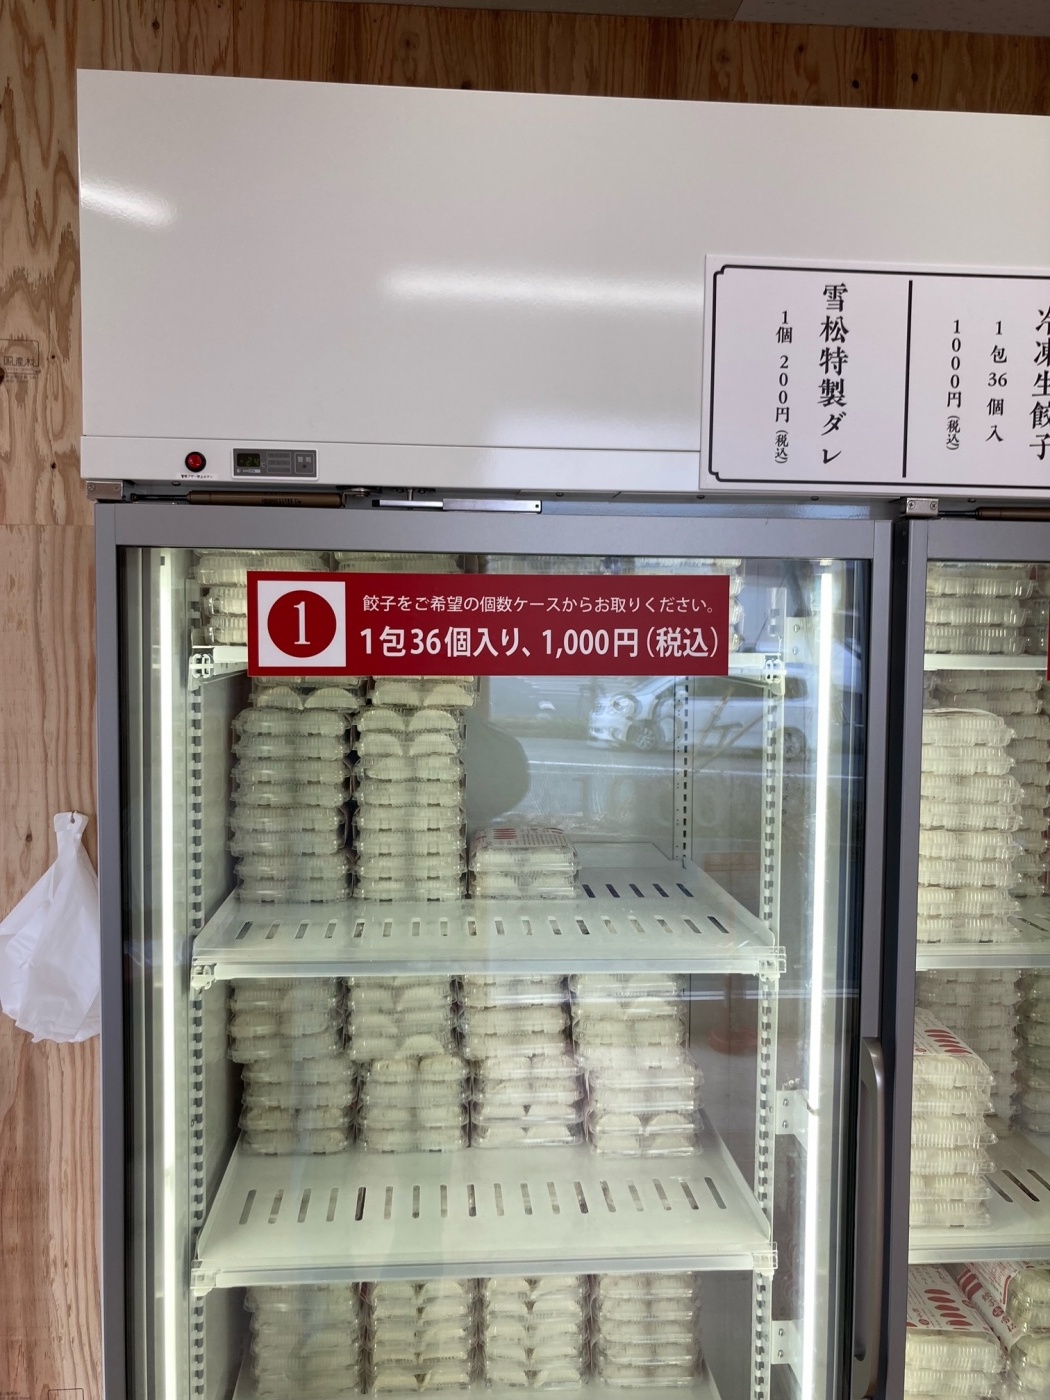 冷凍生餃子
1包36個入
1000円(税込)
雪松特製ダレ
1個 200円(税込)
1
餃子をご希望の個数ケースからお取りください。
1包36個入り、1,000円(税込)
国産材